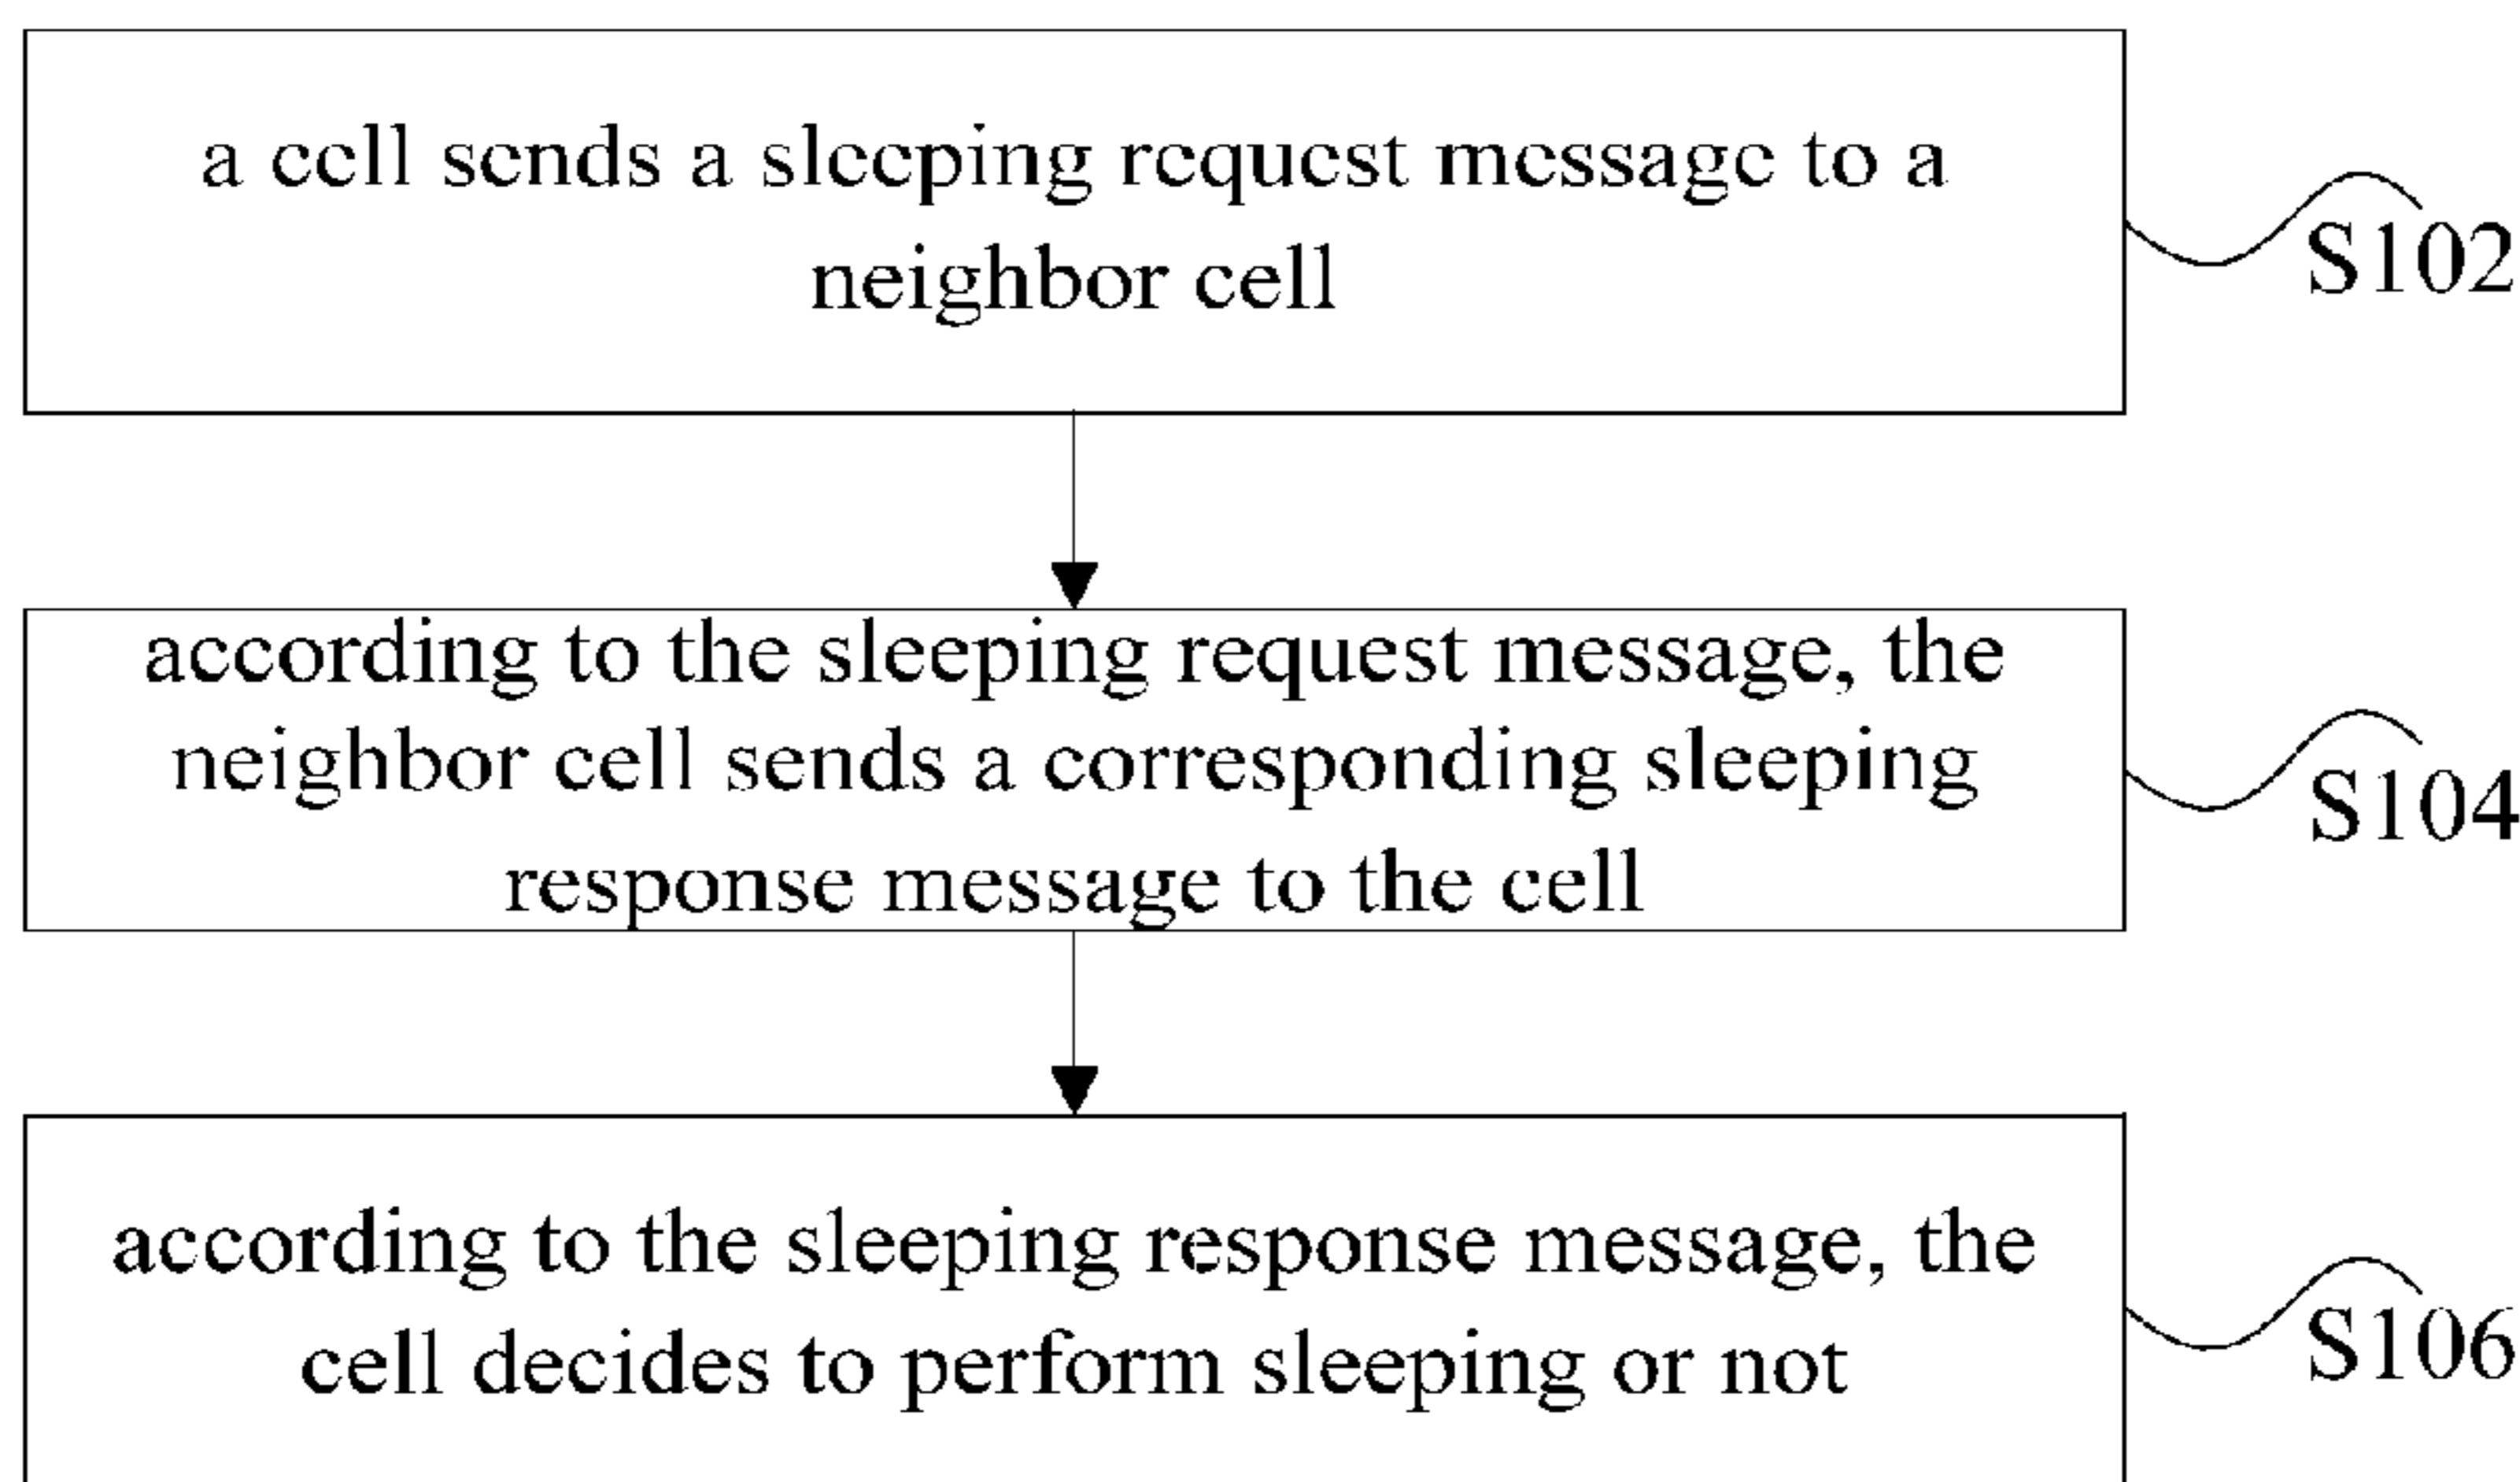 a cell sends a sleeping request message to a
neighbor cell
S102
according to the sleeping request message, the
neighbor cell sends a corresponding sleeping
response message to the cell
S104
according to the sleeping response message, the
cell decides to perform sleeping or not
S106